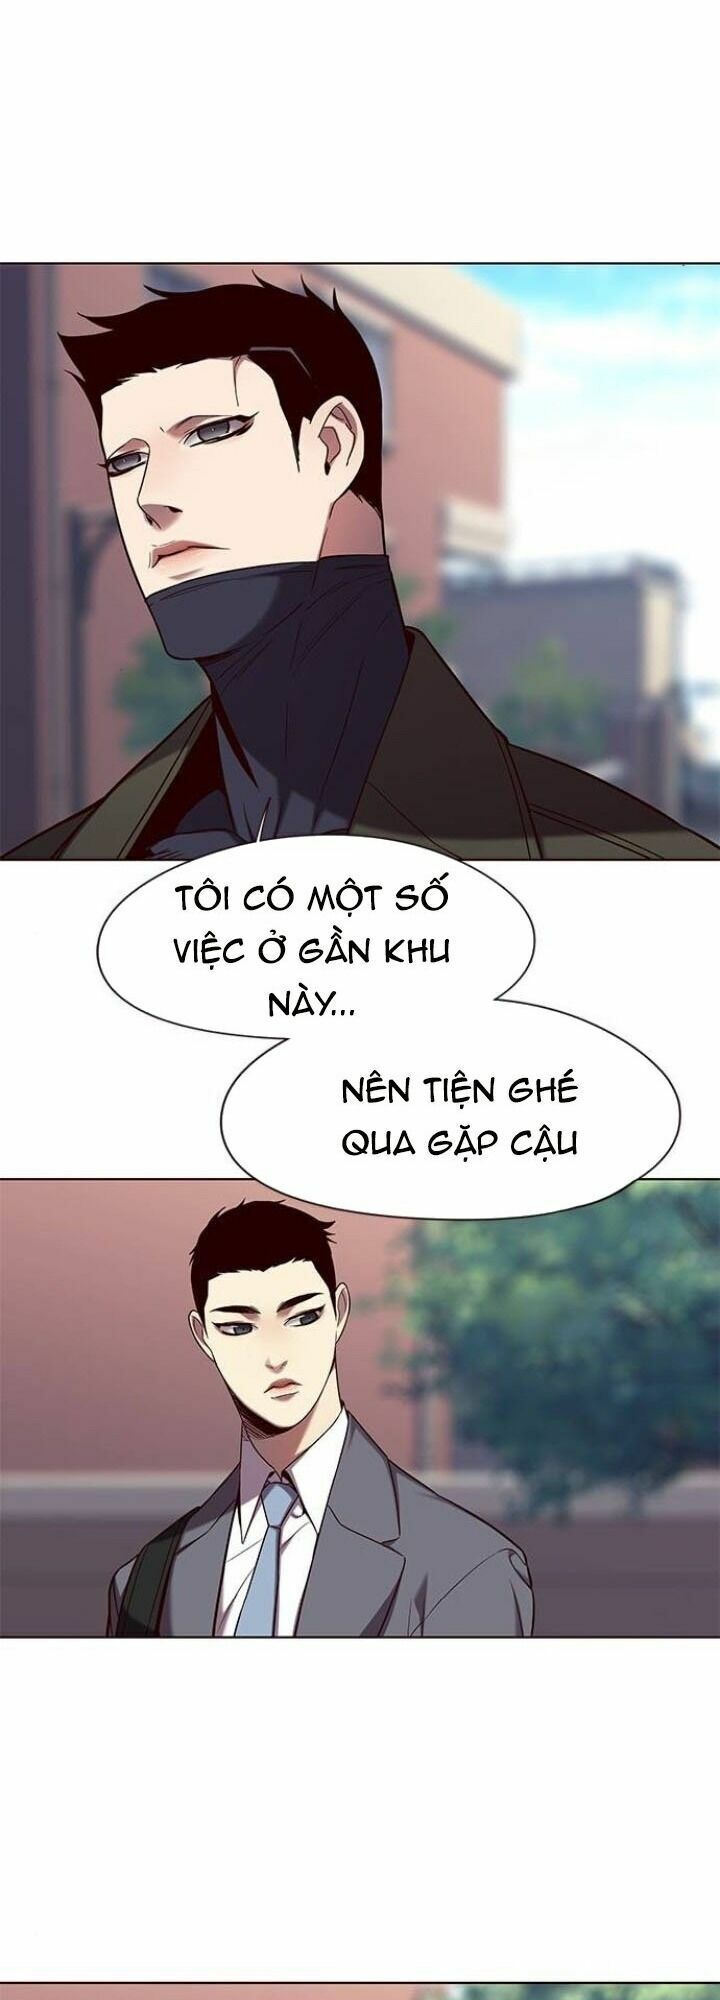 TÔI CÓ MỘT SỐ
VIỆC Ở GẦN KHU
NÀY...
NÊN TIỆN GHÉ
QUA GẶP CẬU